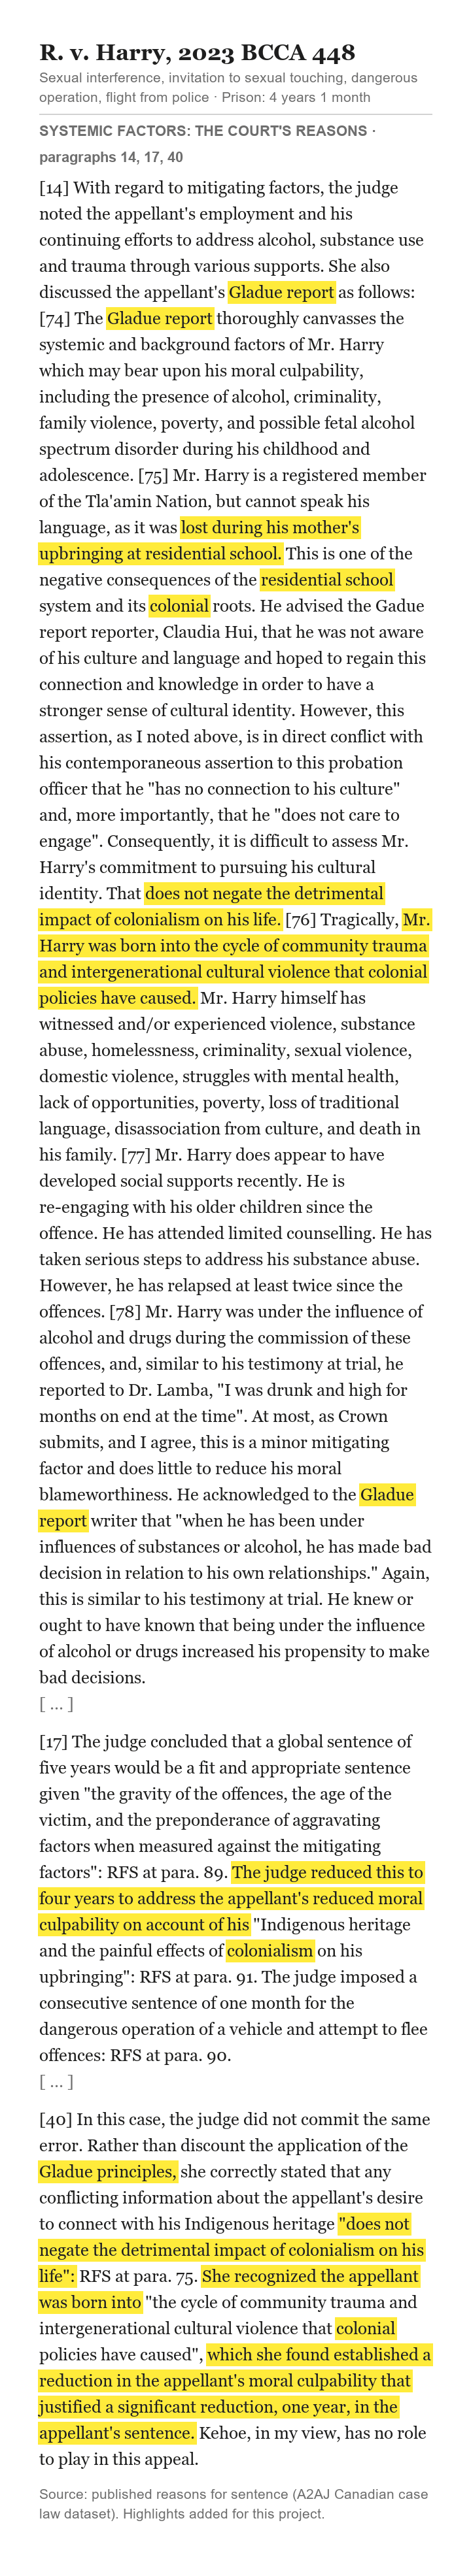 R. v. Harry, 2023 BCCA 448
Sexual interference, invitation to sexual touching, dangerous
operation, flight from police · Prison: 4 years 1 month
SYSTEMIC FACTORS: THE COURT'S REASONS ·
paragraphs 14, 17, 40
[14] With regard to mitigating factors, the judge
noted the appellant's employment and his
continuing efforts to address alcohol, substance use
and trauma through various supports. She also
discussed the appellant's Gladue report as follows:
[74] The Gladue report thoroughly canvasses the
systemic and background factors of Mr. Harry
which may bear upon his moral culpability,
including the presence of alcohol, criminality,
family violence, poverty, and possible fetal alcohol
spectrum disorder during his childhood and
adolescence. [75] Mr. Harry is a registered member
of the Tla'amin Nation, but cannot speak his
language, as it was lost during his mother's
upbringing at residential school. This is one of the
negative consequences of the residential school
system and its colonial roots. He advised the Gadue
report reporter, Claudia Hui, that he was not aware
of his culture and language and hoped to regain this
connection and knowledge in order to have a
stronger sense of cultural identity. However, this
assertion, as I noted above, is in direct conflict with
his contemporaneous assertion to this probation
officer that he "has no connection to his culture"
and, more importantly, that he "does not care to
engage". Consequently, it is difficult to assess Mr.
Harry's commitment to pursuing his cultural
identity. That does not negate the detrimental
impact of colonialism on his life. [76] Tragically, Mr.
Harry was born into the cycle of community trauma
and intergenerational cultural violence that colonial
policies have caused. Mr. Harry himself has
witnessed and/or experienced violence, substance
abuse, homelessness, criminality, sexual violence,
domestic violence, struggles with mental health,
lack of opportunities, poverty, loss of traditional
language, disassociation from culture, and death in
his family. [77] Mr. Harry does appear to have
developed social supports recently. He is
re-engaging with his older children since the
offence. He has attended limited counselling. He has
taken serious steps to address his substance abuse.
However, he has relapsed at least twice since the
offences. [78] Mr. Harry was under the influence of
alcohol and drugs during the commission of these
offences, and, similar to his testimony at trial, he
reported to Dr. Lamba, "I was drunk and high for
months on end at the time". At most, as Crown
submits, and I agree, this is a minor mitigating
factor and does little to reduce his moral
blameworthiness. He acknowledged to the Gladue
report writer that "when he has been under
influences of substances or alcohol, he has made bad
decision in relation to his own relationships." Again,
this is similar to his testimony at trial. He knew or
ought to have known that being under the influence
of alcohol or drugs increased his propensity to make
bad decisions.
[ ... ]
[17] The judge concluded that a global sentence of
five years would be a fit and appropriate sentence
given "the gravity of the offences, the age of the
victim, and the preponderance of aggravating
factors when measured against the mitigating
factors": RFS at para. 89. The judge reduced this to
four years to address the appellant's reduced moral
culpability on account of his "Indigenous heritage
and the painful effects of colonialism on his
upbringing": RFS at para. 91. The judge imposed a
consecutive sentence of one month for the
dangerous operation of a vehicle and attempt to flee
offences: RFS at para. 90.
[ ... ]
[40] In this case, the judge did not commit the same
error. Rather than discount the application of the
Gladue principles, she correctly stated that any
conflicting information about the appellant's desire
to connect with his Indigenous heritage "does not
negate the detrimental impact of colonialism on his
life": RFS at para. 75. She recognized the appellant
was born into "the cycle of community trauma and
intergenerational cultural violence that colonial
policies have caused", which she found established a
reduction in the appellant's moral culpability that
justified a significant reduction, one year, in the
appellant's sentence. Kehoe, in my view, has no role
to play in this appeal.
Source: published reasons for sentence (A2AJ Canadian case
law dataset). Highlights added for this project.